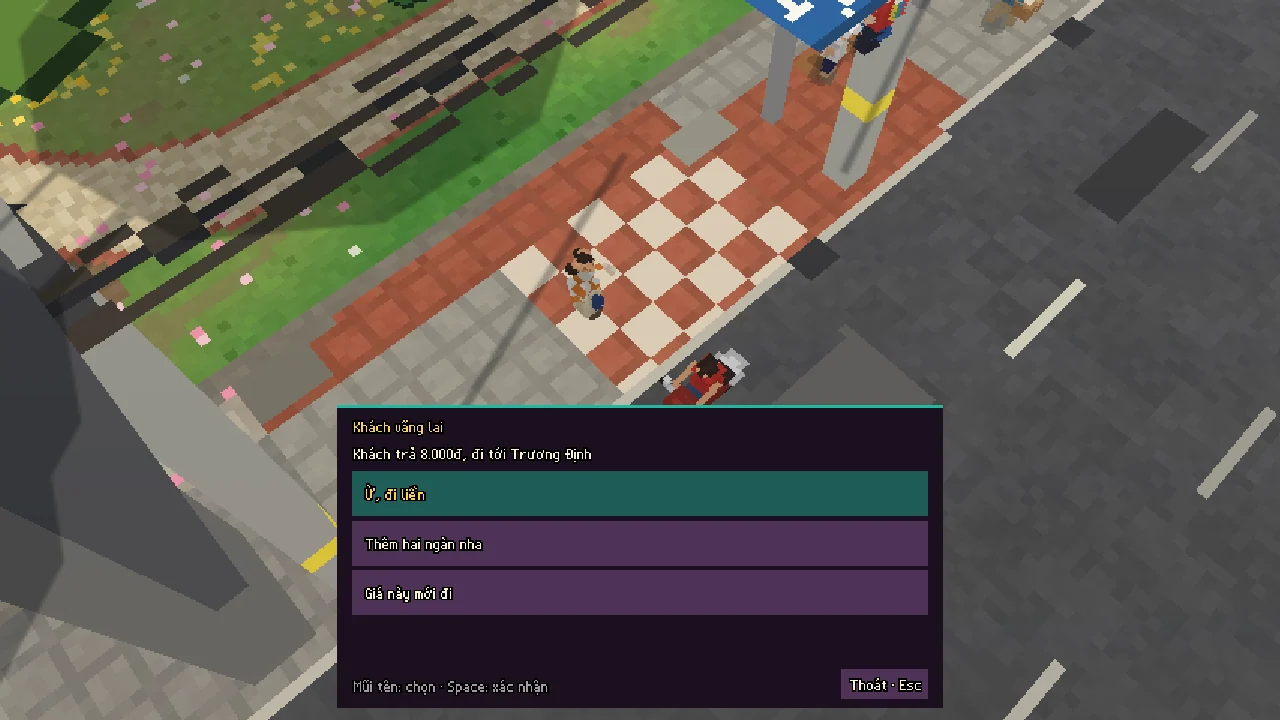 Khách vãng lai
Khách trả 8.000đ, đi tới Trương Định
Ừ, đi liền
Thêm hai ngàn nha
Giá này mới đi
Mũi tên: chọn · Space: xác nhận
Thoát · Esc